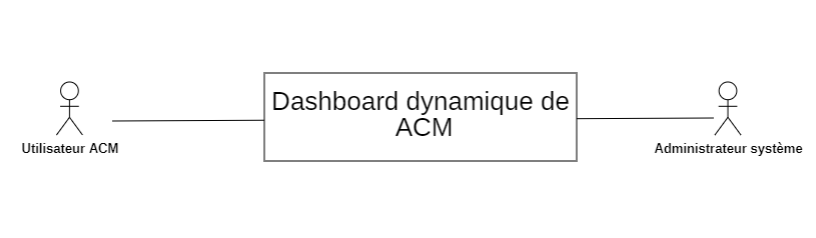 Dashboard dynamique de
ACM
Utilisateur ACM
Administrateur système